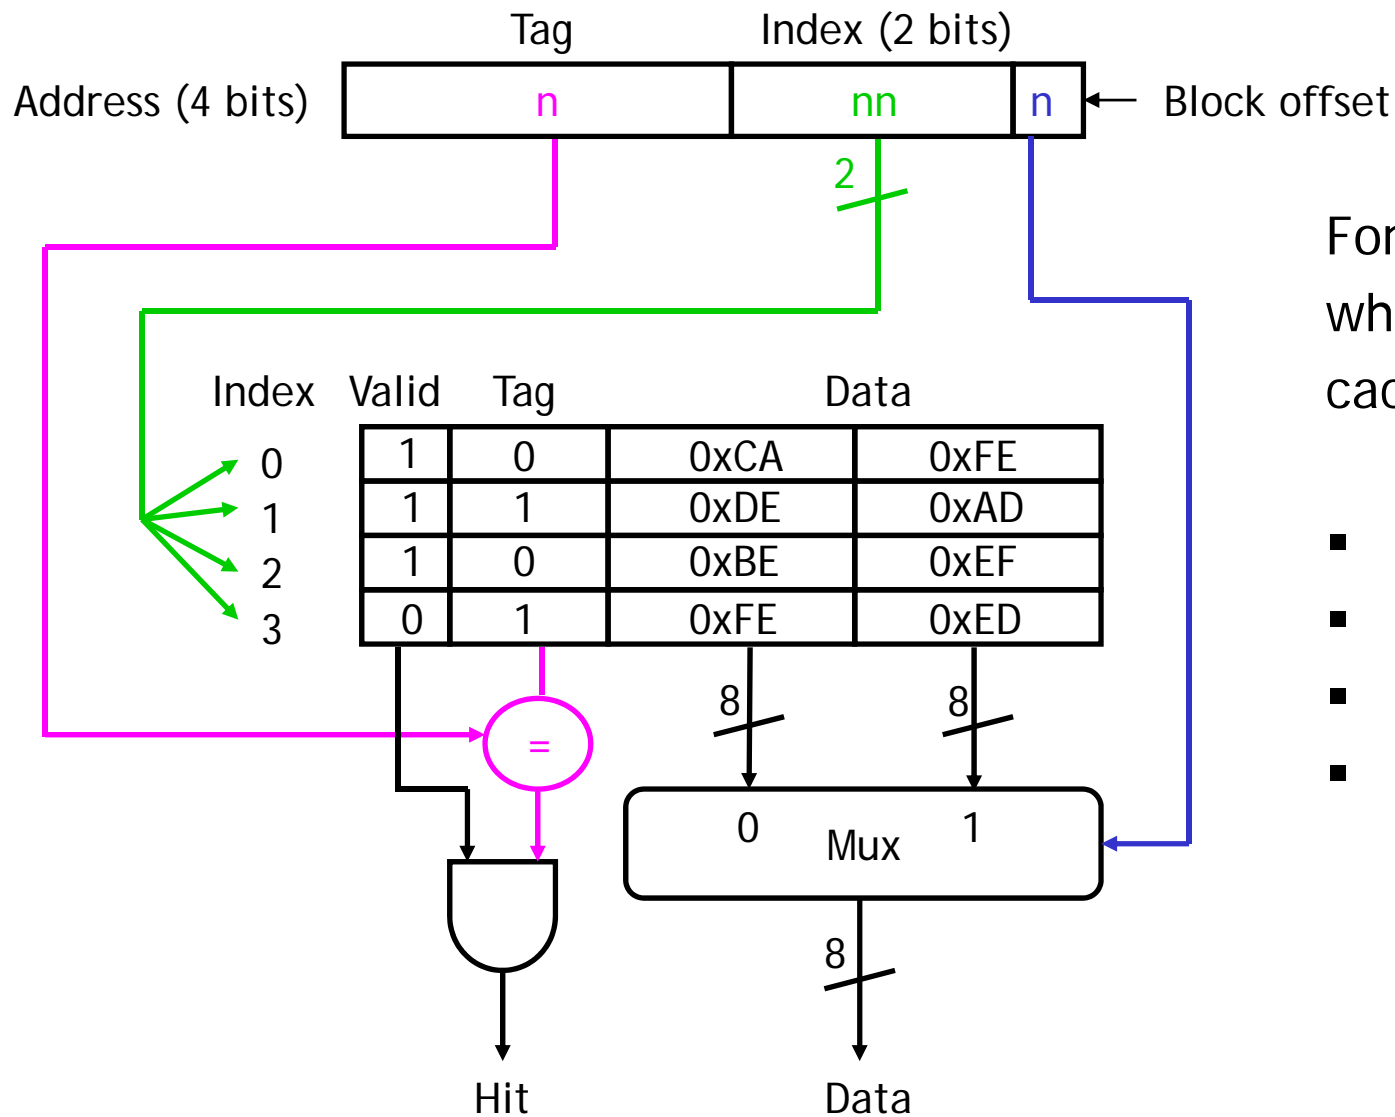 Tag Index (2 bits)
Address (4 bits) n nn n Block offset
2
For
wh
Index Valid Tag Data
0 1 0 0xCA 0xFE
1 1 1 0xDE 0xAD
2 1 0 0xBE 0xEF
3 0 1 0xFE 0xED
8 8
=
0 Mux 1
8
Hit Data